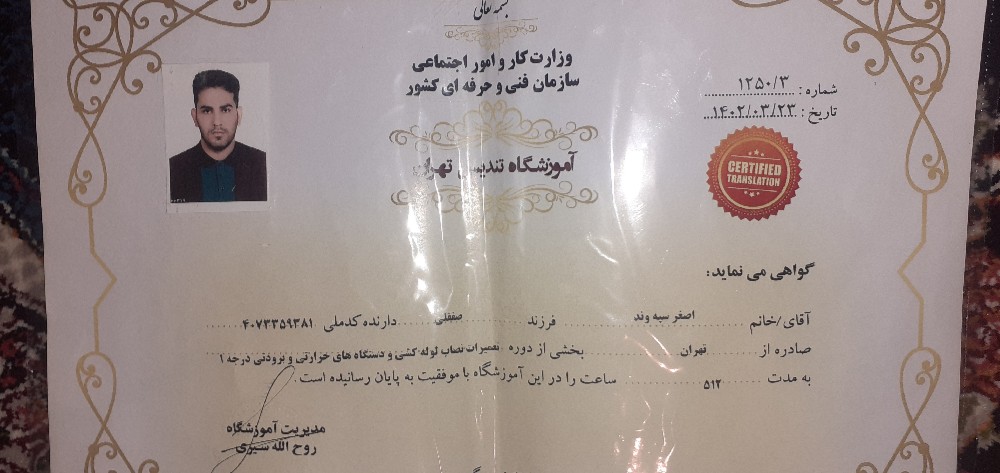 بسمه تعالی
وزارت کار و امور اجتماعی
سازمان فنی و حرفه ای کشور
شماره : ۱۲۵۰/۳
تاریخ : ۱۴۰۲/۰۳/۲۳
آموزشگاه تندیس تهران
CERTIFIED
TRANSLATION
گواهی می نماید:
آقای/خانم اصغر سیه وند فرزند صفقلی دارنده کدملی ۴۰۷۳۳۵۹۳۸۱
صادره از تهران بخشی از دوره تعمیرات نصاب لوله کشی و دستگاه های حرارتی و برودتی درجه ۱
به مدت ۵۱۲ ساعت را در این آموزشگاه با موفقیت به پایان رسانیده است.
مدیریت آموزشگاه
روح الله